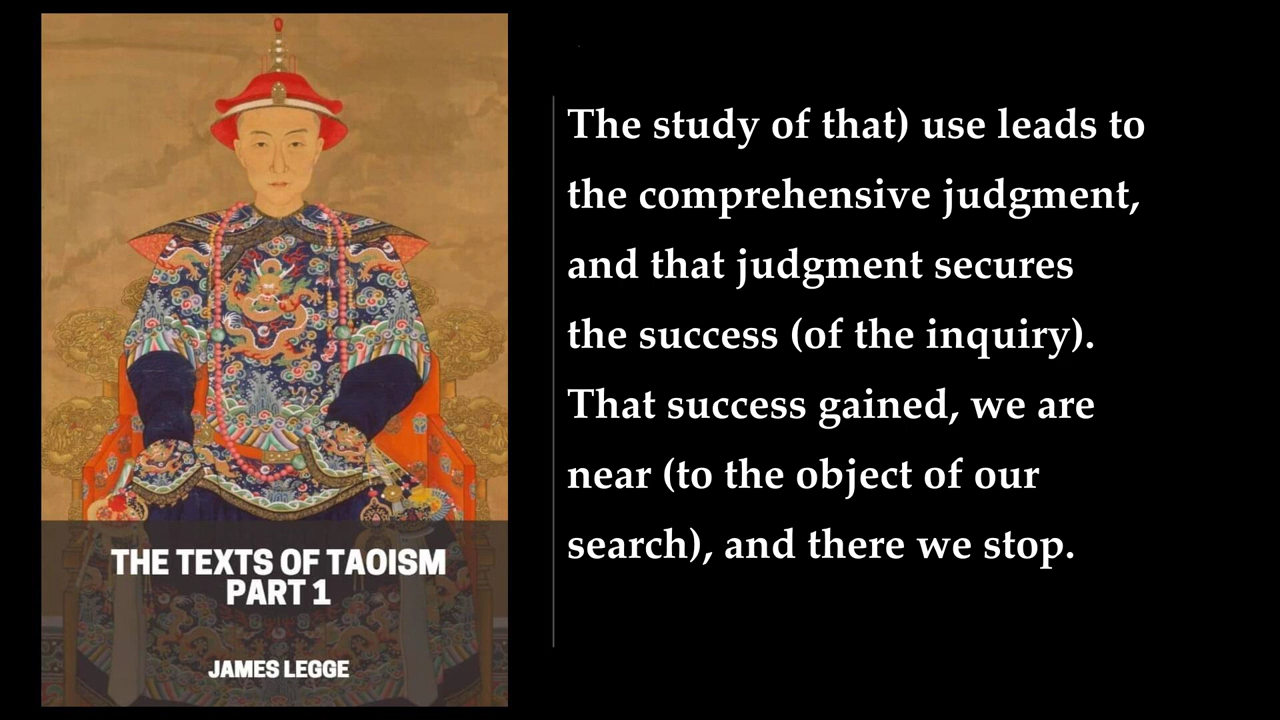 THE TEXTS OF TAOISM
PART 1
JAMES LEGGE
The study of that) use leads to
the comprehensive judgment,
and that judgment secures
the success (of the inquiry).
That success gained, we are
near (to the object of our
search), and there we stop.